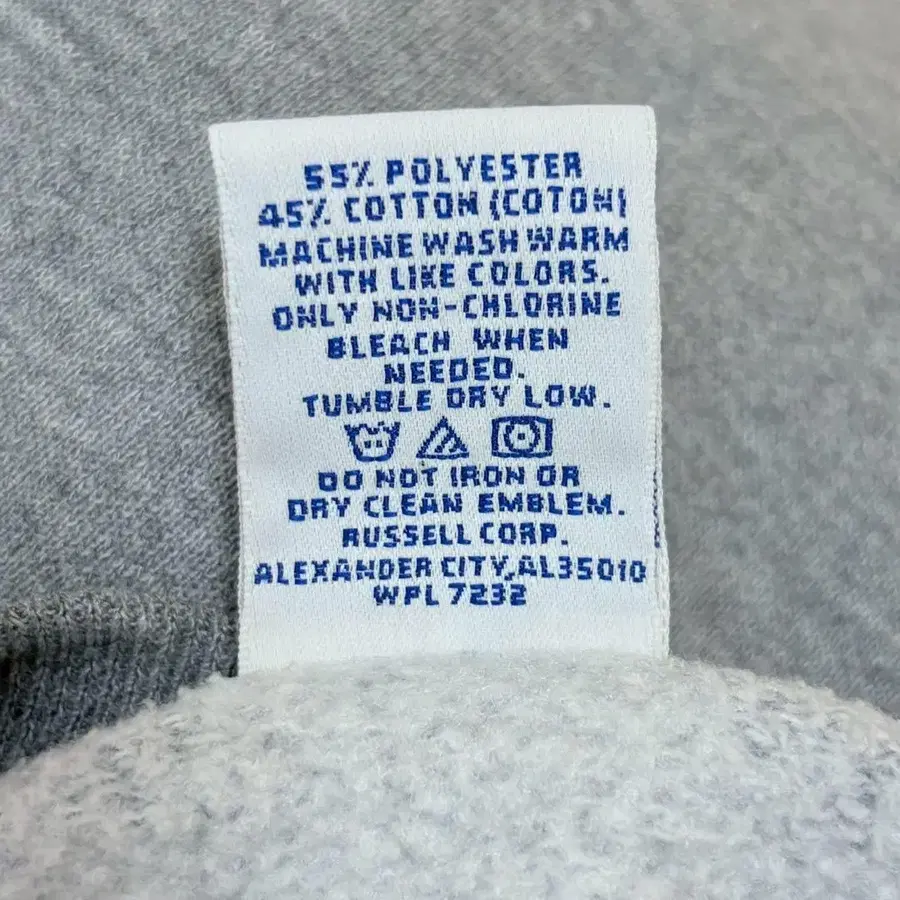 55% POLYESTER
45% COTTON (COTON)
MACHINE WASH WARM
WITH LIKE COLORS.
ONLY NON-CHLORINE
BLEACH WHEN
NEEDED.
TUMBLE DRY LOW.
DO NOT IRON OR
DRY CLEAN EMBLEM.
RUSSELL CORP.
ALEXANDER CITY,AL35010
WPL 7232